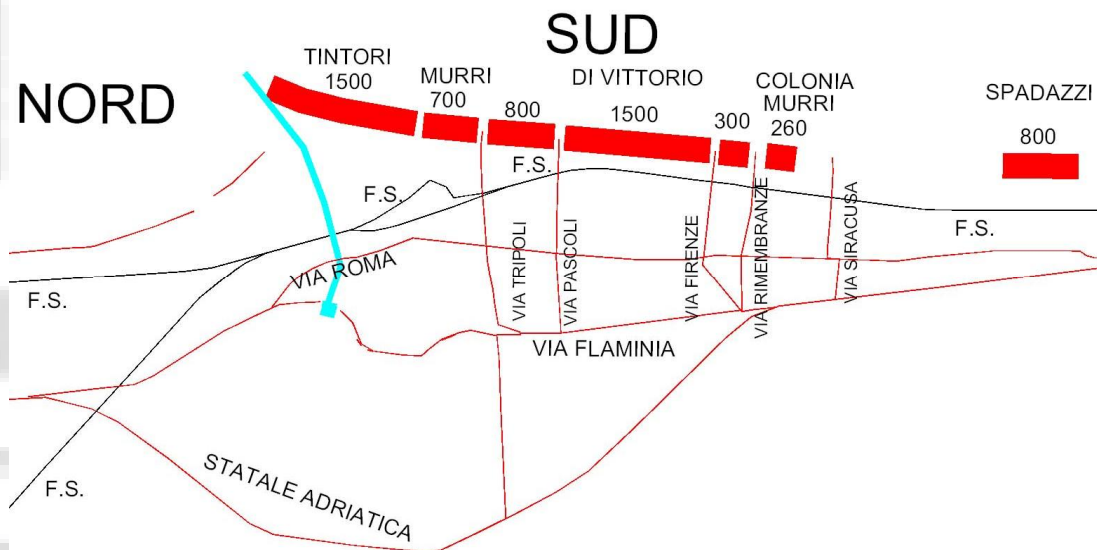 SUD
NORD
TINTORI
1500
MURRI
700
800
DI VITTORIO
1500
300
COLONIA
MURRI
260
SPADAZZI
800
F.S.
F.S.
F.S.
F.S.
F.S.
VIA ROMA
VIA TRIPOLI
VIA PASCOLI
VIA FIRENZE
VIA RIMEMBRANZE
VIA SIRACUSA
VIA FLAMINIA
STATALE ADRIATICA